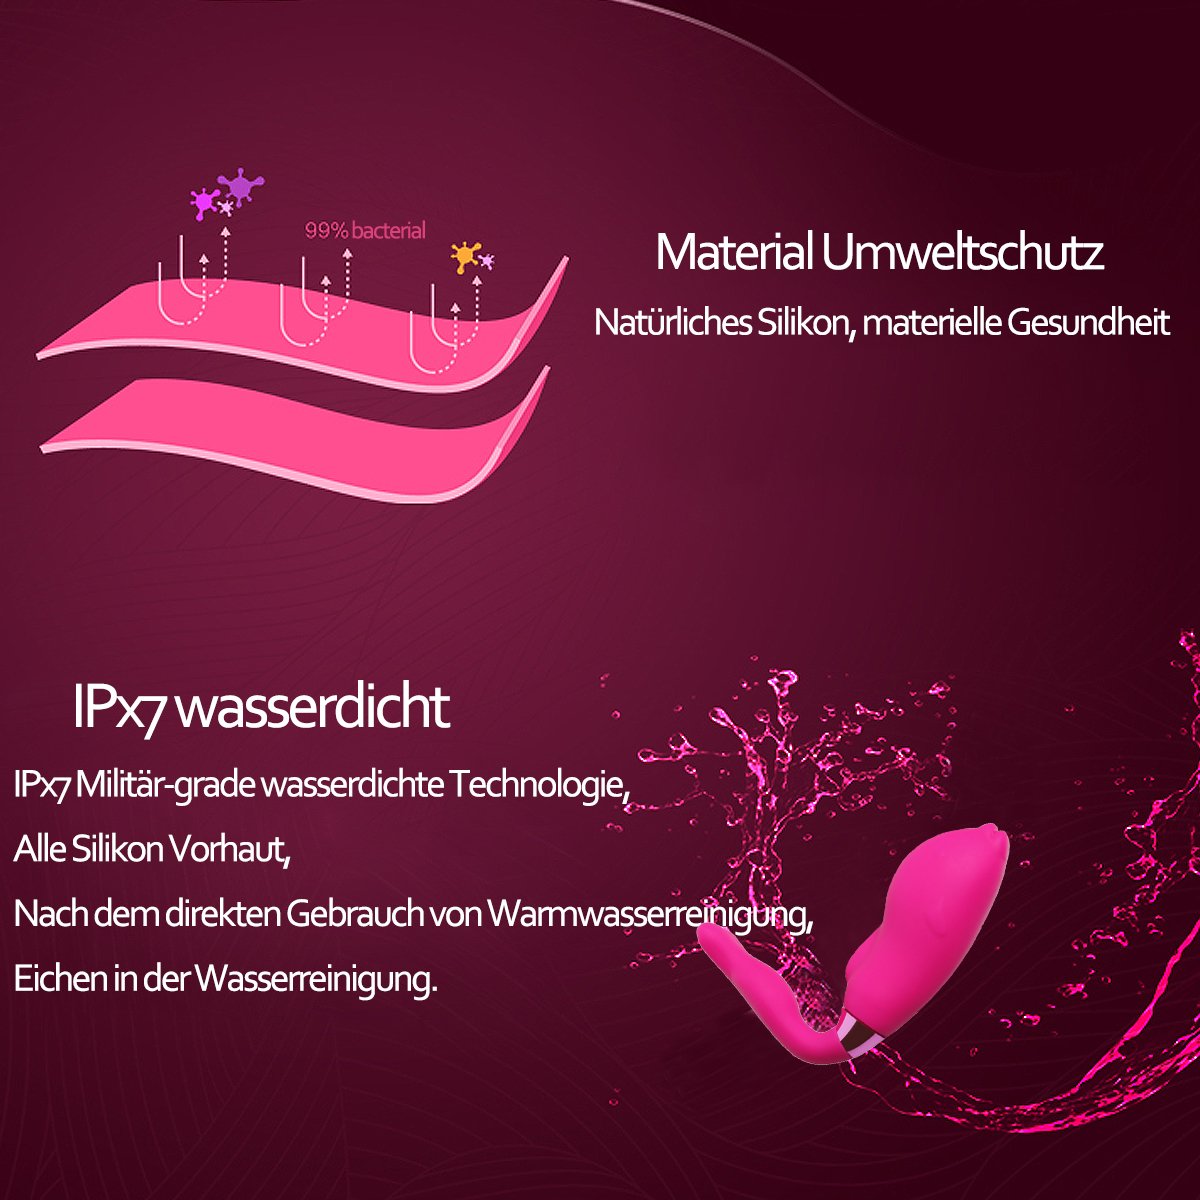 99% bacterial
Material Umweltschutz
Natürliches Silikon, materielle Gesundheit
IPx7 wasserdicht
IPx7 Militär-grade wasserdichte Technologie,
Alle Silikon Vorhaut,
Nach dem direkten Gebrauch von Warmwasserreinigung,
Eichen in der Wasserreinigung.